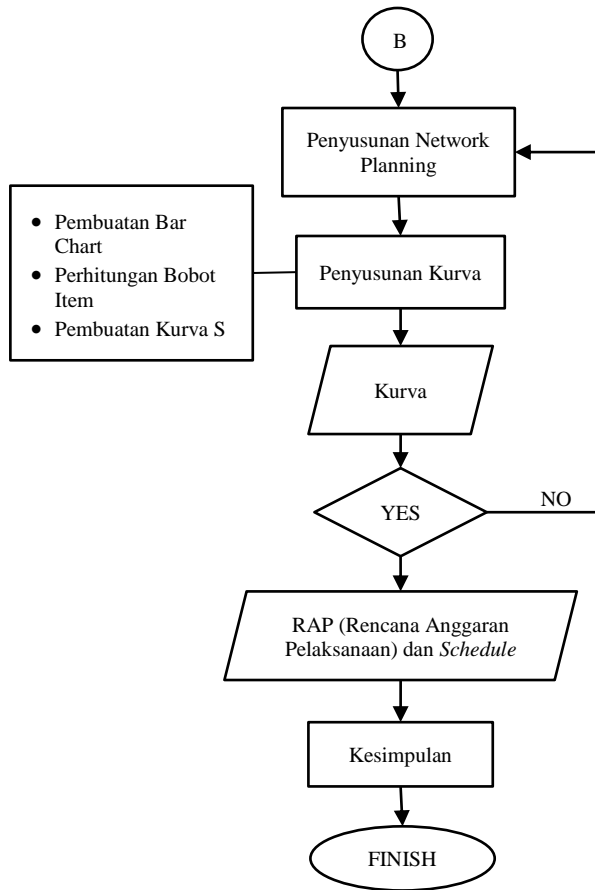 B
Penyusunan Network
Planning
• Pembuatan Bar
Chart
• Perhitungan Bobot
Item
• Pembuatan Kurva S
Penyusunan Kurva
Kurva
YES
NO
RAP (Rencana Anggaran
Pelaksanaan) dan Schedule
Kesimpulan
FINISH